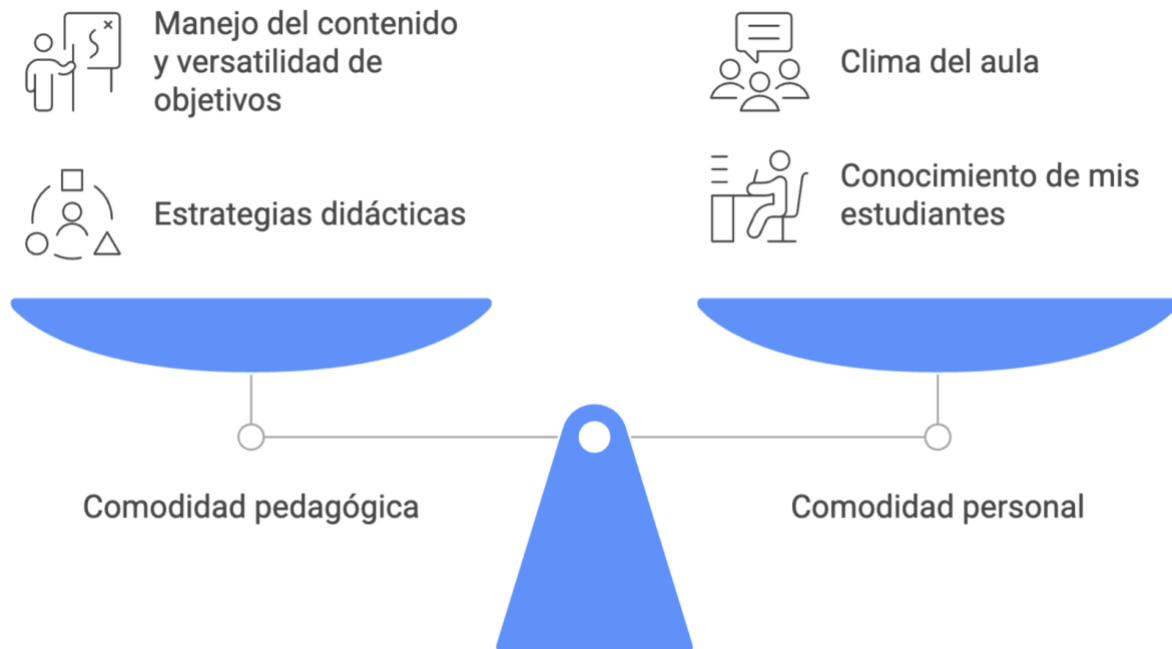 Manejo del contenido
y versatilidad de
objetivos
Estrategias didácticas
Clima del aula
Conocimiento de mis
estudiantes
Comodidad pedagógica
Comodidad personal